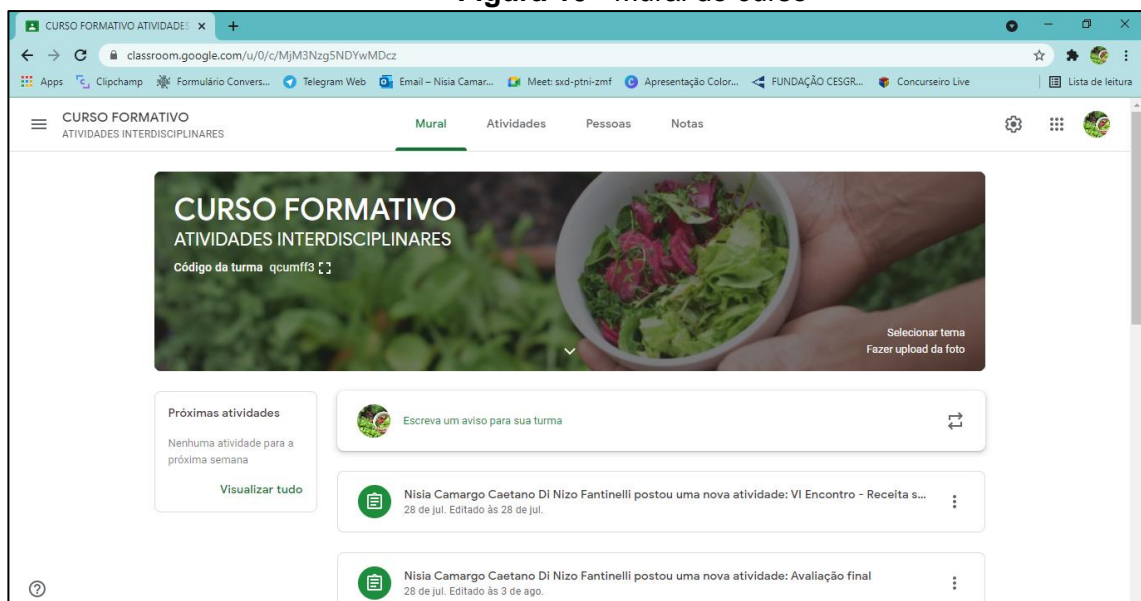 CURSO FORMATIVO ATIVIDADES
classroom.google.com/u/0/c/MjM3Nzg5NDYwMDcz
Apps Clipchamp Formulário Convers... Telegram Web Email – Nisia Camar... Meet: sxd-ptni-zmf Apresentação Color... FUNDAÇÃO CESGR... Concurseiro Live Lista de leitura
CURSO FORMATIVO
ATIVIDADES INTERDISCIPLINARES
Mural Atividades Pessoas Notas
CURSO FORMATIVO
ATIVIDADES INTERDISCIPLINARES
Código da turma qcumff3
Selecionar tema
Fazer upload da foto
Próximas atividades
Nenhuma atividade para a
próxima semana
Visualizar tudo
Escreva um aviso para sua turma
Nisia Camargo Caetano Di Nizo Fantinelli postou uma nova atividade: VI Encontro - Receita s...
28 de jul. Editado às 28 de jul.
Nisia Camargo Caetano Di Nizo Fantinelli postou uma nova atividade: Avaliação final
28 de jul. Editado às 3 de ago.